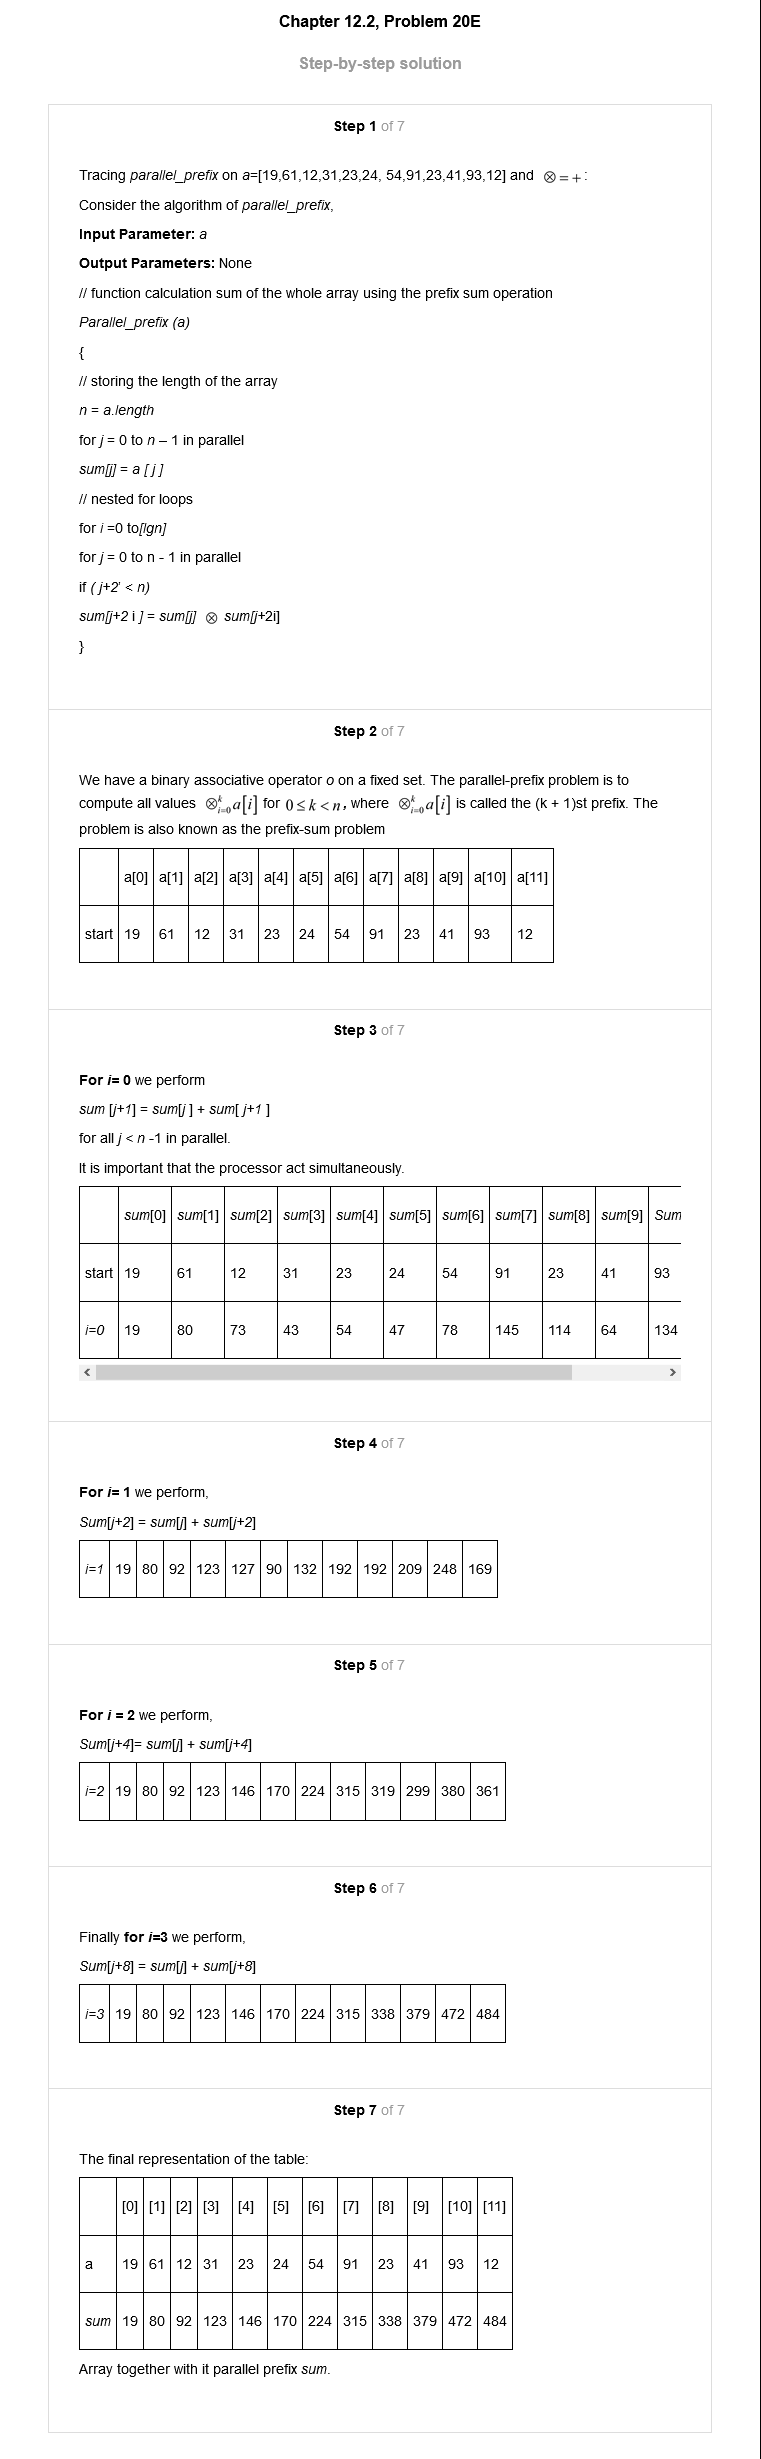 Chapter 12.2, Problem 20E
Step-by-step solution
Step 1 of 7
Tracing parallel_prefix on a=[19,61,12,31,23,24, 54,91,23,41,93,12] and ⊗=+:
Consider the algorithm of parallel_prefix,
Input Parameter: a
Output Parameters: None
// function calculation sum of the whole array using the prefix sum operation
Parallel_prefix (a)
{
// storing the length of the array
n = a.length
for j = 0 to n – 1 in parallel
sum[j] = a [ j ]
// nested for loops
for i =0 to[lgn]
for j = 0 to n - 1 in parallel
if ( j+2' < n)
sum[j+2 i ] = sum[j] ⊗ sum[j+2i]
}
Step 2 of 7
We have a binary associative operator o on a fixed set. The parallel-prefix problem is to
compute all values ⊗ᵏᵢ₌₀a[i] for 0≤k<n, where ⊗ᵏᵢ₌₀a[i] is called the (k + 1)st prefix. The
problem is also known as the prefix-sum problem
a[0] a[1] a[2] a[3] a[4] a[5] a[6] a[7] a[8] a[9] a[10] a[11]
start 19 61 12 31 23 24 54 91 23 41 93 12
Step 3 of 7
For i= 0 we perform
sum [j+1] = sum[j ] + sum[ j+1 ]
for all j < n -1 in parallel.
It is important that the processor act simultaneously.
sum[0] sum[1] sum[2] sum[3] sum[4] sum[5] sum[6] sum[7] sum[8] sum[9] Sum
start 19 61 12 31 23 24 54 91 23 41 93
i=0 19 80 73 43 54 47 78 145 114 64 134
Step 4 of 7
For i= 1 we perform,
Sum[j+2] = sum[j] + sum[j+2]
i=1 19 80 92 123 127 90 132 192 192 209 248 169
Step 5 of 7
For i = 2 we perform,
Sum[j+4]= sum[j] + sum[j+4]
i=2 19 80 92 123 146 170 224 315 319 299 380 361
Step 6 of 7
Finally for i=3 we perform,
Sum[j+8] = sum[j] + sum[j+8]
i=3 19 80 92 123 146 170 224 315 338 379 472 484
Step 7 of 7
The final representation of the table:
[0] [1] [2] [3] [4] [5] [6] [7] [8] [9] [10] [11]
a 19 61 12 31 23 24 54 91 23 41 93 12
sum 19 80 92 123 146 170 224 315 338 379 472 484
Array together with it parallel prefix sum.